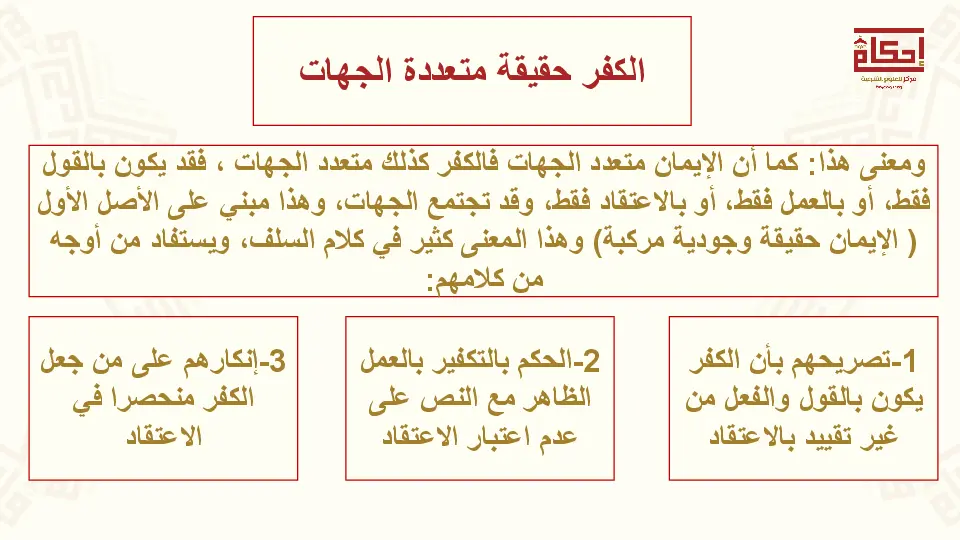 إحكام
مركز للعلوم الشرعية
الكفر حقيقة متعددة الجهات
ومعنى هذا: كما أن الإيمان متعدد الجهات فالكفر كذلك متعدد الجهات ، فقد يكون بالقول
فقط، أو بالعمل فقط، أو بالاعتقاد فقط، وقد تجتمع الجهات، وهذا مبني على الأصل الأول
( الإيمان حقيقة وجودية مركبة) وهذا المعنى كثير في كلام السلف، ويستفاد من أوجه
من كلامهم:
1-تصريحهم بأن الكفر
يكون بالقول والفعل من
غير تقييد بالاعتقاد
2-الحكم بالتكفير بالعمل
الظاهر مع النص على
عدم اعتبار الاعتقاد
3-إنكارهم على من جعل
الكفر منحصرا في
الاعتقاد